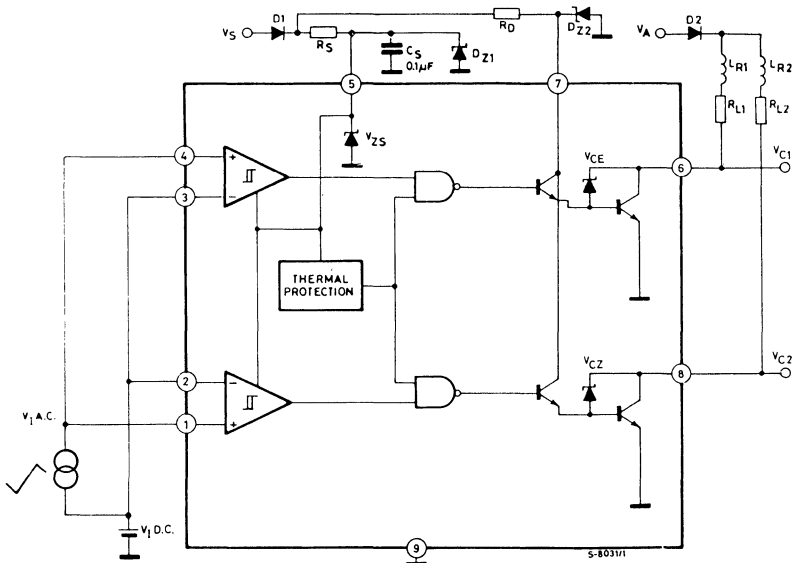 VS
D1
RS
CS
0.1µF
DZ1
RD
DZ2
VA
D2
LR1
LR2
RL1
RL2
5
7
VZS
4
+
−
3
VCE
6
VC1
THERMAL
PROTECTION
2
−
+
1
VCZ
8
VC2
VI A.C.
VI D.C.
9
S-8031/1